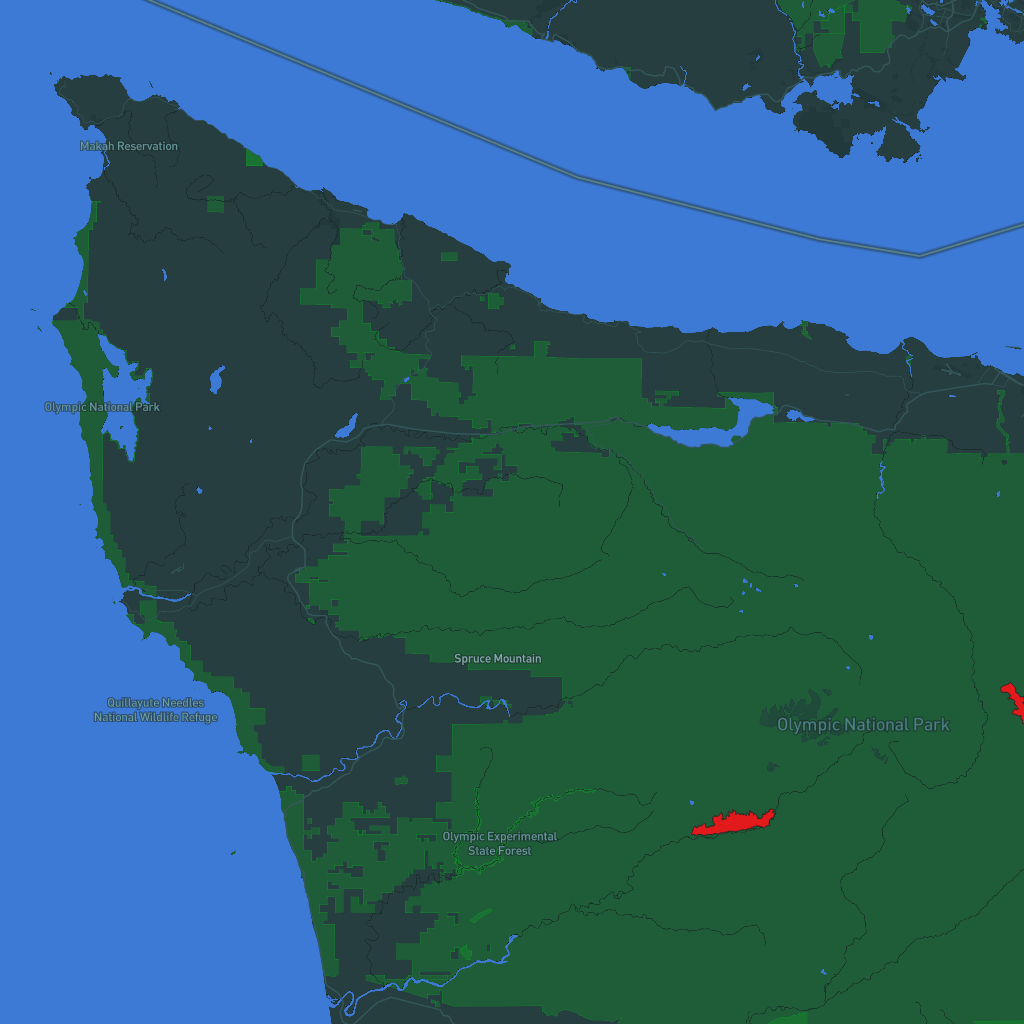 Makah Reservation
Olympic National Park
Spruce Mountain
Quillayute Needles
National Wildlife Refuge
Olympic National Park
Olympic Experimental
State Forest